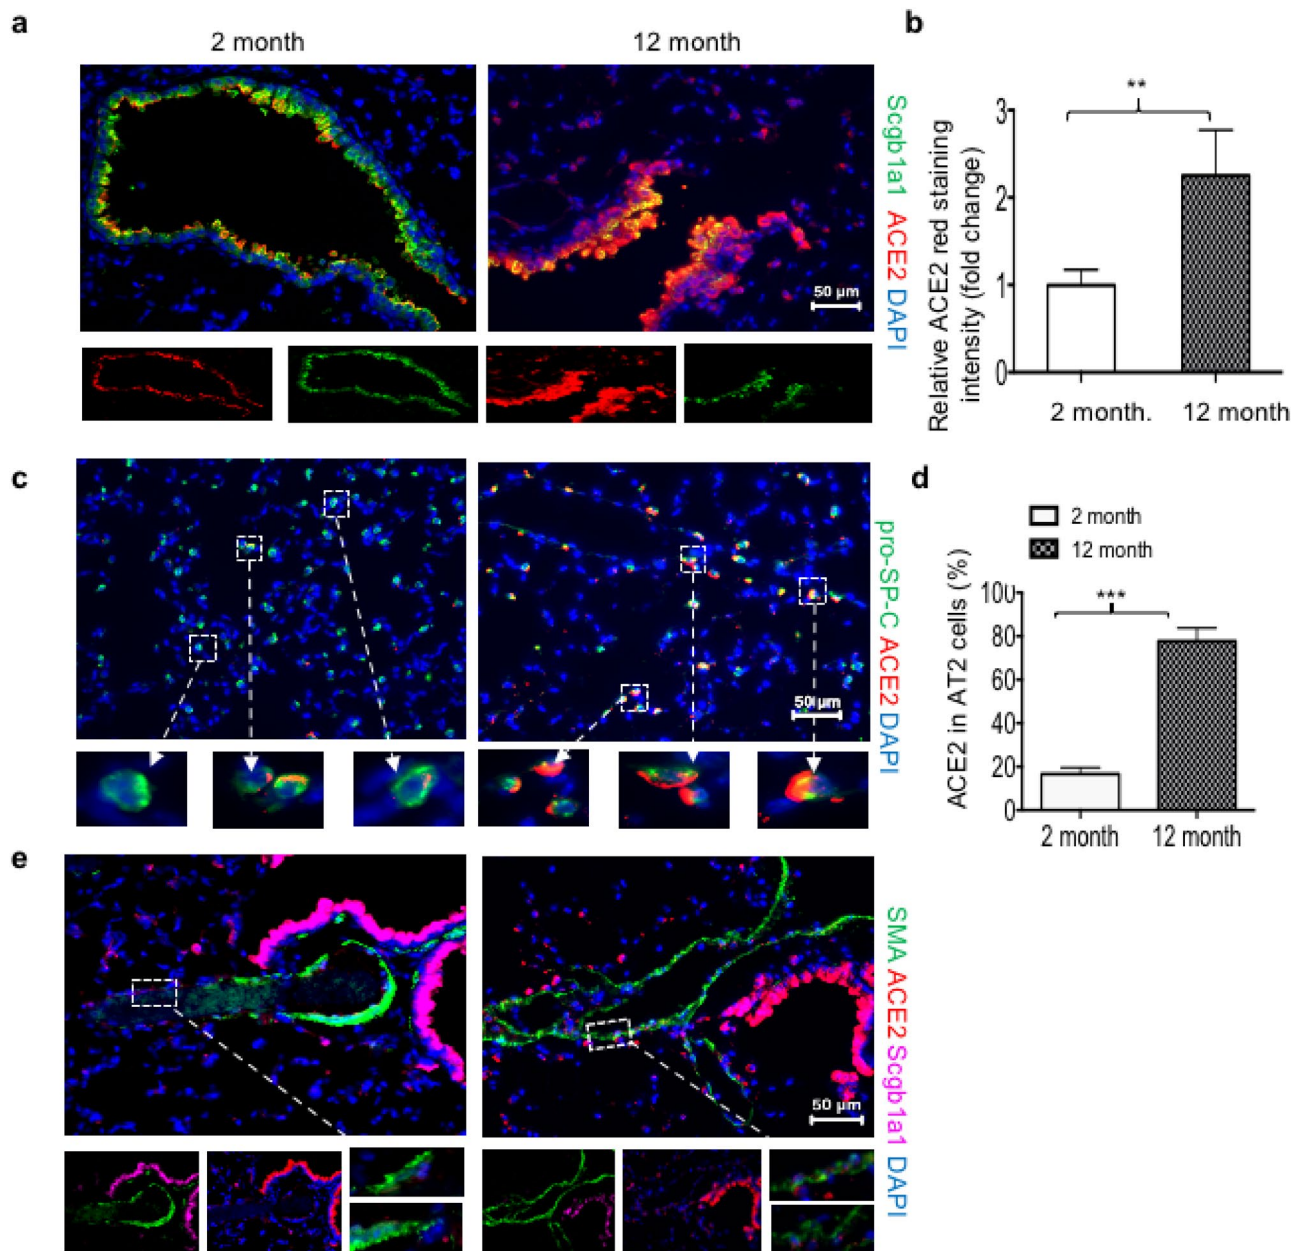 a
2 month
12 month
Scgb1a1 ACE2 DAPI
50 µm
b
**
Relative ACE2 red staining
intensity (fold change)
3
2
1
0
2 month.
12 month
c
pro-SP-C ACE2 DAPI
50 µm
d
2 month
12 month
ACE2 in AT2 cells (%)
***
100
80
60
40
20
0
2 month
12 month
e
SMA ACE2 Scgb1a1 DAPI
50 µm